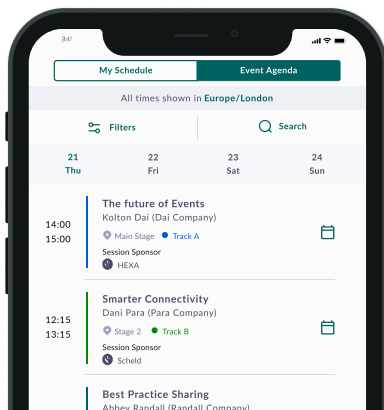 9:41
My Schedule
Event Agenda
All times shown in Europe/London
Filters
Search
21 22 23 24
Thu Fri Sat Sun
The future of Events
Kolton Dai (Dai Company)
14:00
15:00
Main Stage Track A
Session Sponsor
HEXA
Smarter Connectivity
Dani Para (Para Company)
12:15
13:15
Stage 2 Track B
Session Sponsor
Scheld
Best Practice Sharing
Abbey Randall (Randall Company)